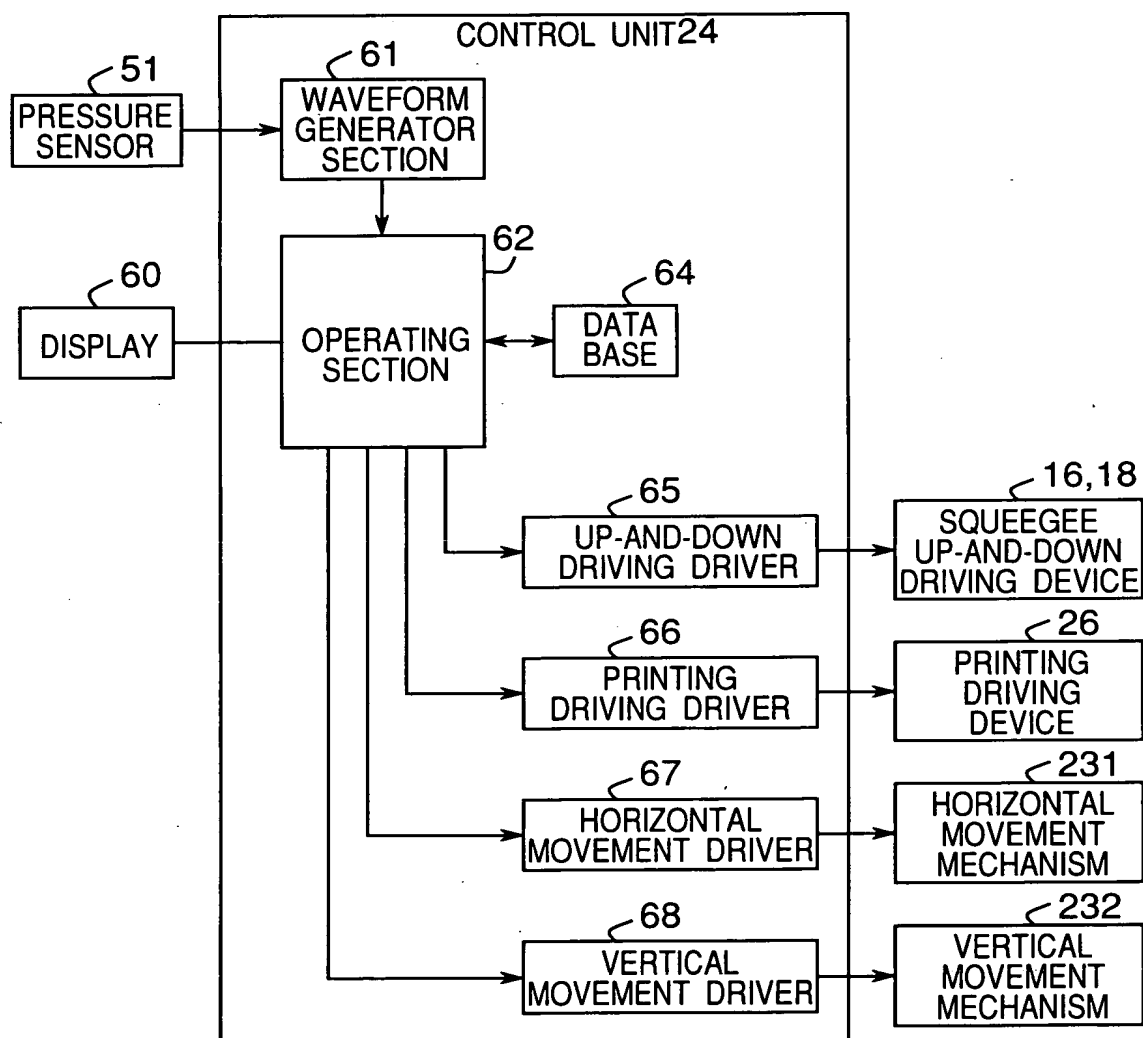 CONTROL UNIT24
51
PRESSURE
SENSOR
61
WAVEFORM
GENERATOR
SECTION
60
DISPLAY
62
OPERATING
SECTION
64
DATA
BASE
65
UP-AND-DOWN
DRIVING DRIVER
16,18
SQUEEGEE
UP-AND-DOWN
DRIVING DEVICE
66
PRINTING
DRIVING DRIVER
26
PRINTING
DRIVING
DEVICE
67
HORIZONTAL
MOVEMENT DRIVER
231
HORIZONTAL
MOVEMENT
MECHANISM
68
VERTICAL
MOVEMENT DRIVER
232
VERTICAL
MOVEMENT
MECHANISM